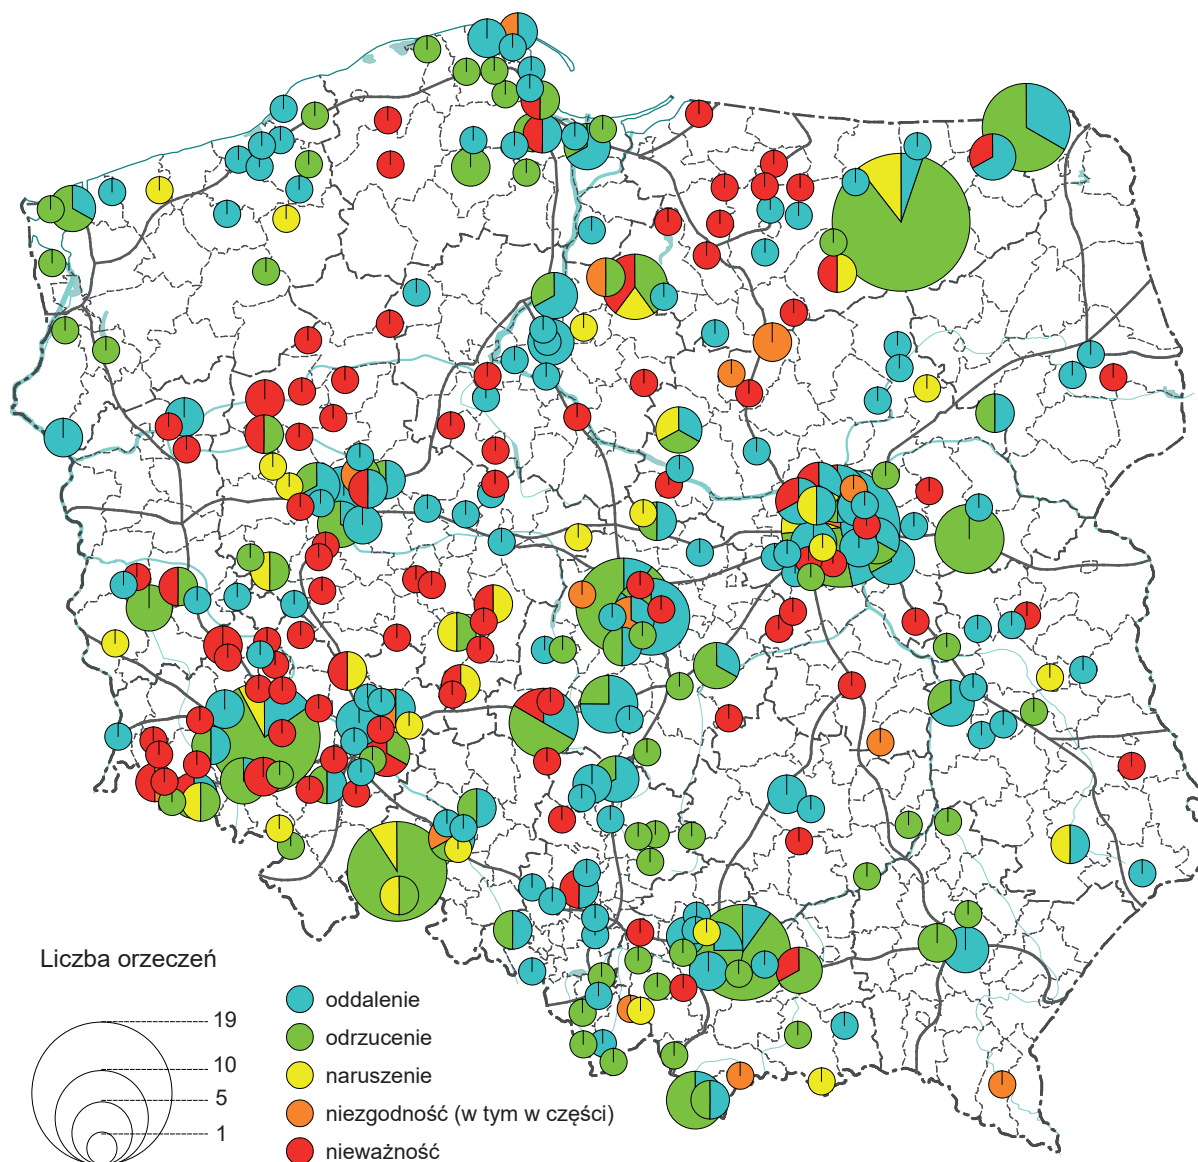 Liczba orzeczeń
19
10
5
1
oddalenie
odrzucenie
naruszenie
niezgodność (w tym w części)
nieważność